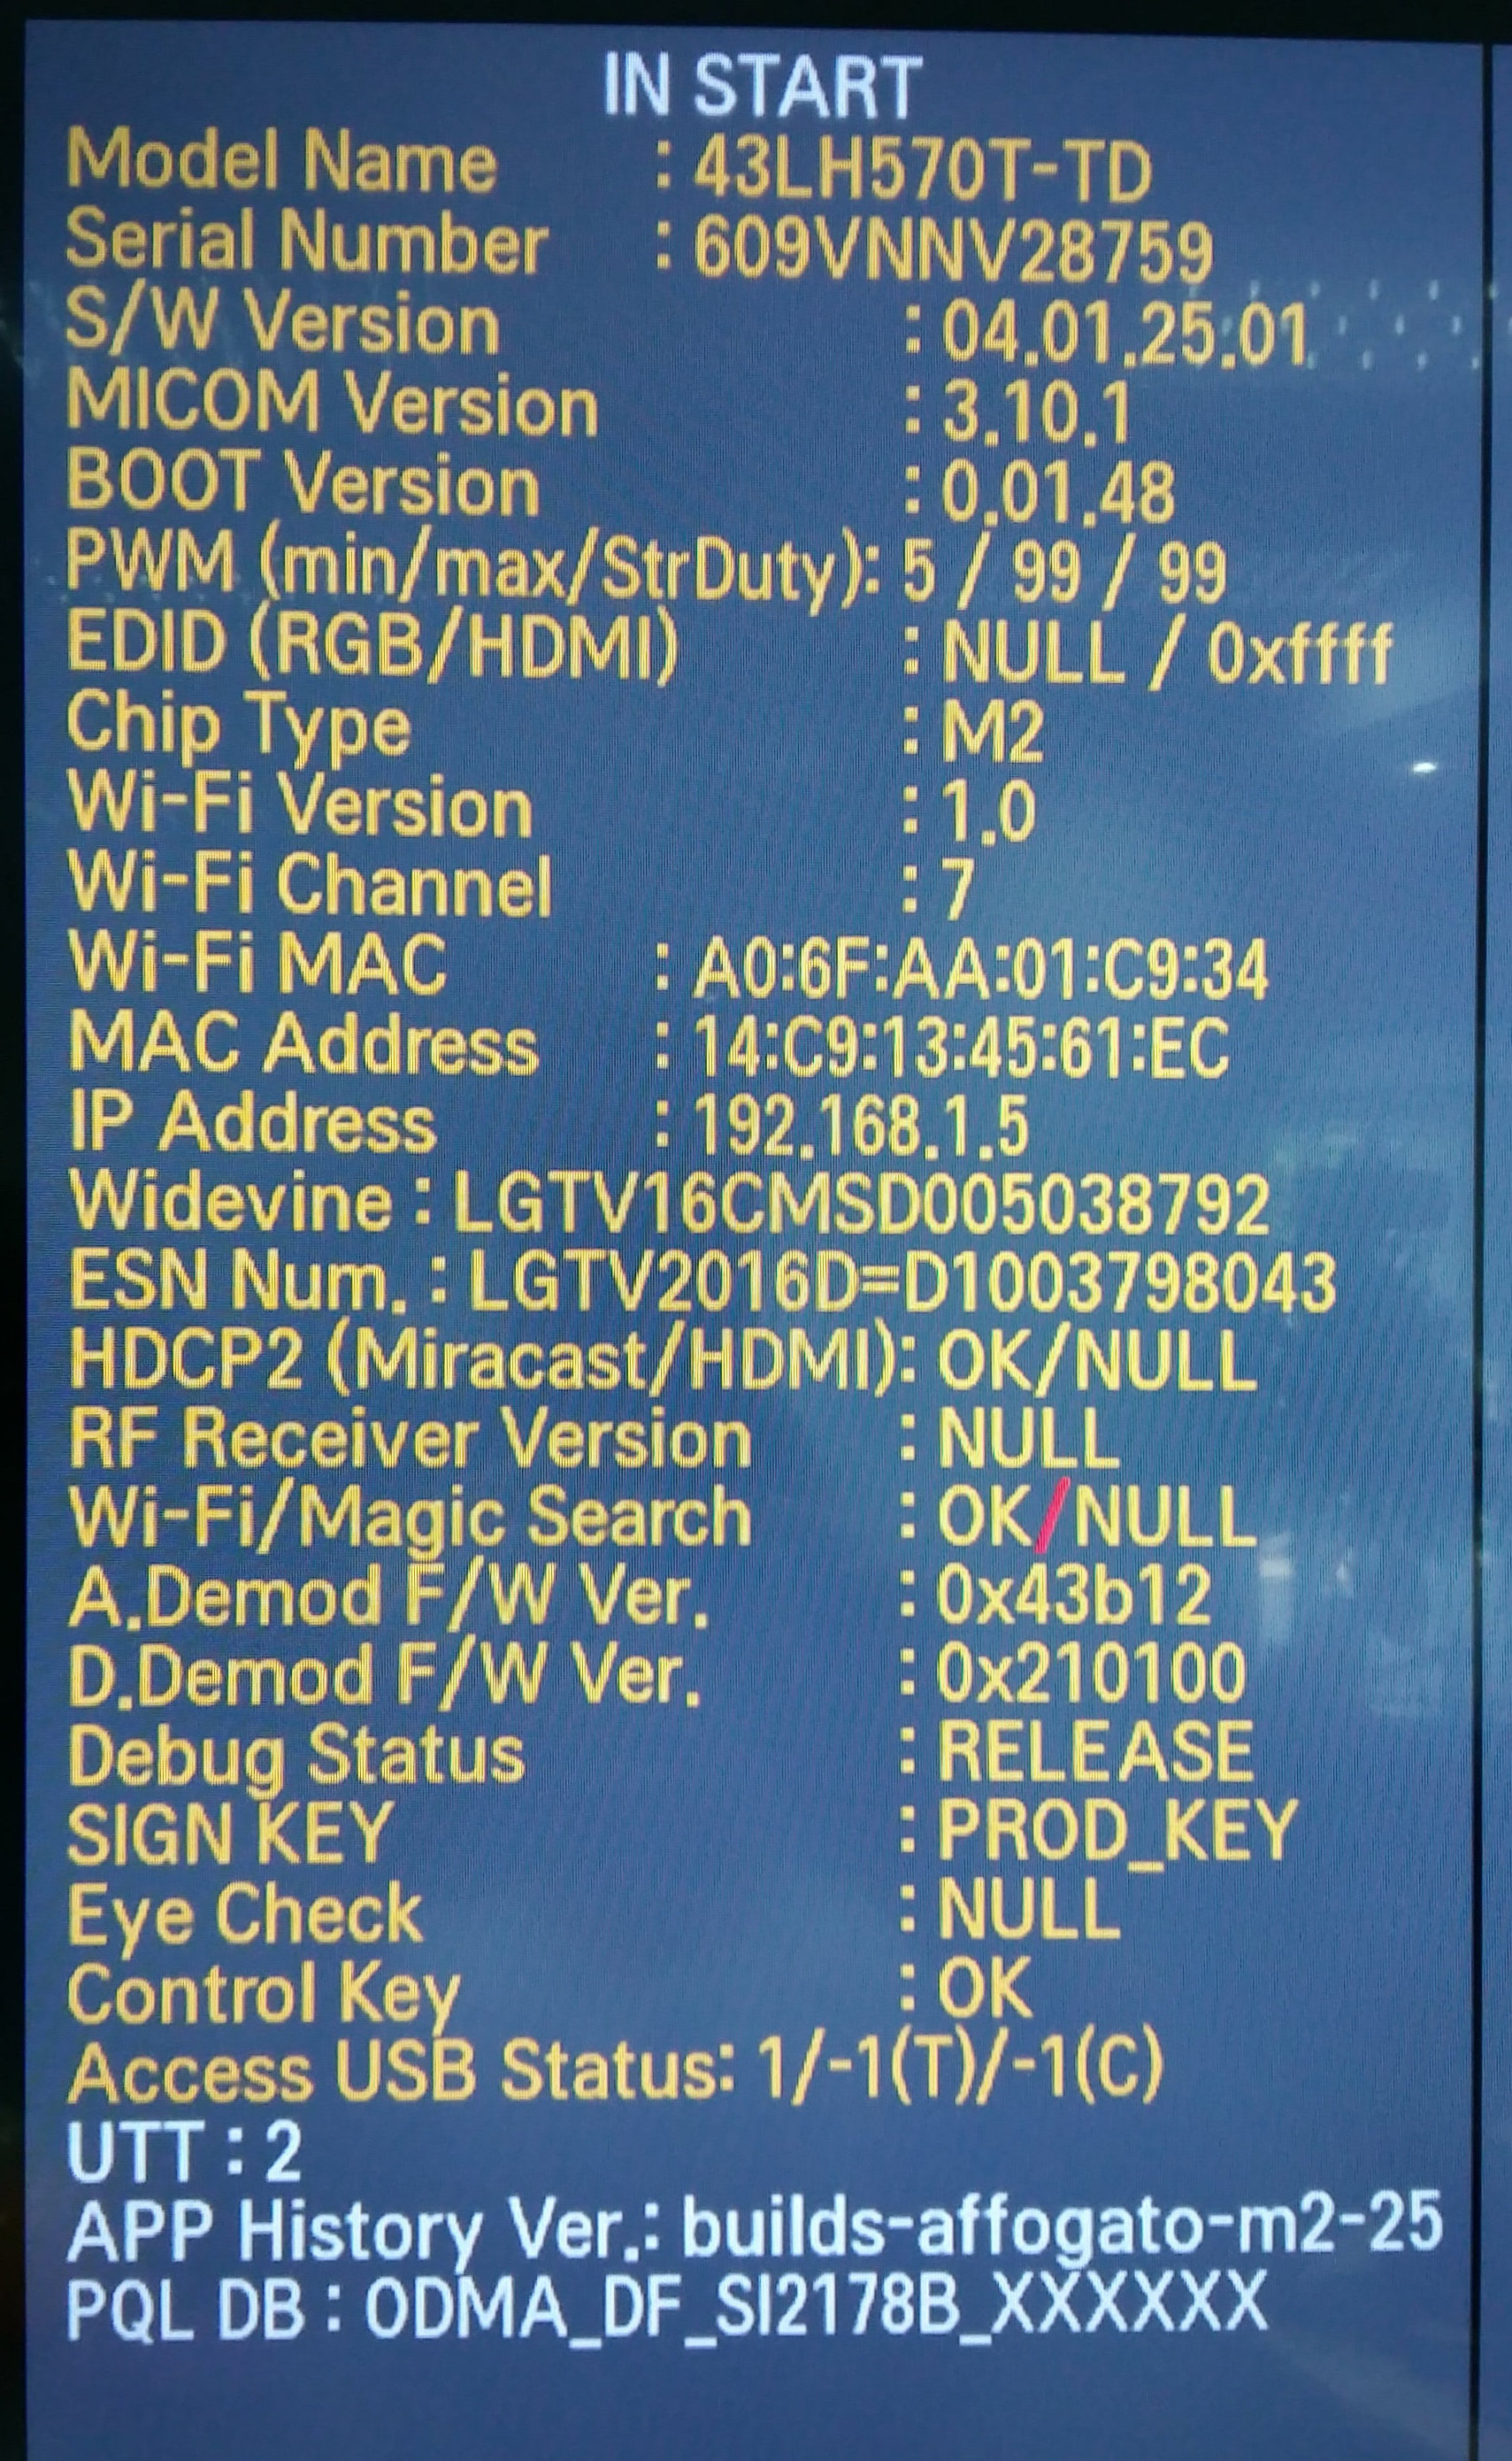 IN START
Model Name : 43LH570T-TD
Serial Number : 609VNNV28759
S/W Version : 04.01.25.01
MICOM Version : 3.10.1
BOOT Version : 0.01.48
PWM (min/max/StrDuty): 5 / 99 / 99
EDID (RGB/HDMI) : NULL / 0xffff
Chip Type : M2
Wi-Fi Version : 1.0
Wi-Fi Channel : 7
Wi-Fi MAC : A0:6F:AA:01:C9:34
MAC Address : 14:C9:13:45:61:EC
IP Address : 192.168.1.5
Widevine : LGTV16CMSD005038792
ESN Num. : LGTV2016D=D1003798043
HDCP2 (Miracast/HDMI): OK/NULL
RF Receiver Version : NULL
Wi-Fi/Magic Search : OK/NULL
A.Demod F/W Ver. : 0x43b12
D.Demod F/W Ver. : 0x210100
Debug Status : RELEASE
SIGN KEY : PROD_KEY
Eye Check : NULL
Control Key : OK
Access USB Status: 1/-1(T)/-1(C)
UTT : 2
APP History Ver.: builds-affogato-m2-25
PQL DB : ODMA_DF_SI2178B_XXXXXX